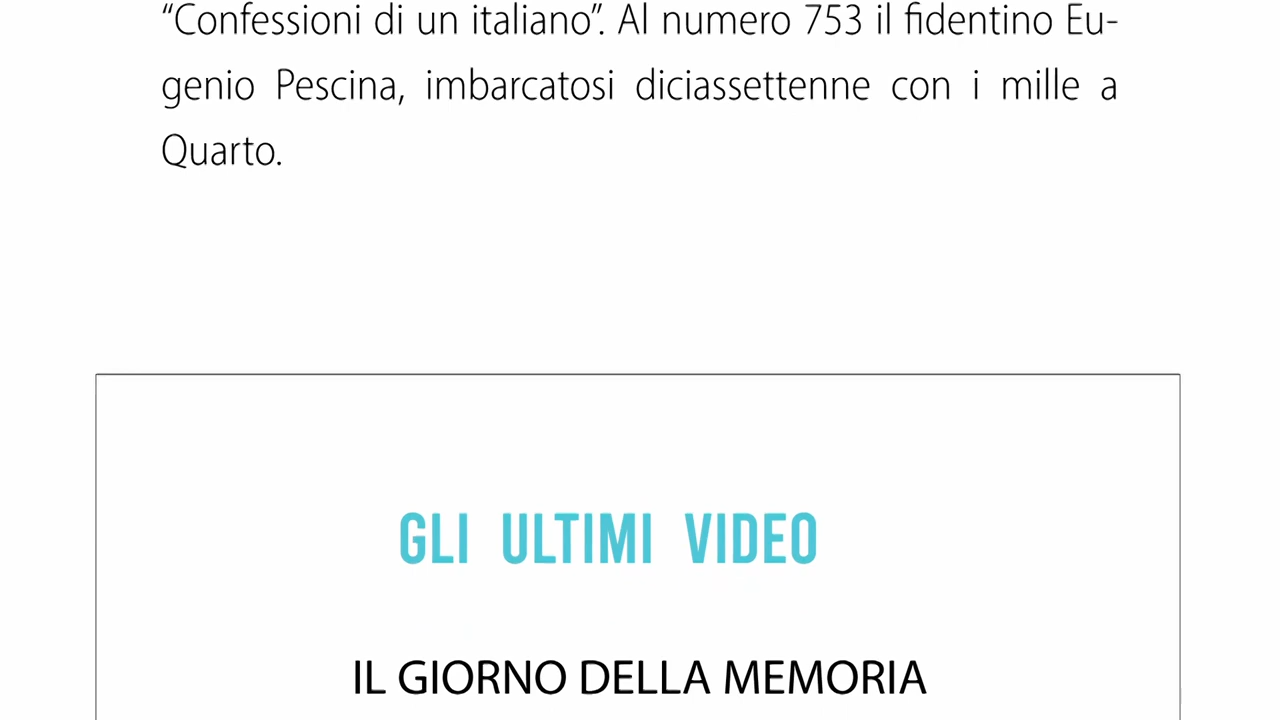 “Confessioni di un italiano”. Al numero 753 il fidentino Eu-
genio Pescina, imbarcatosi diciassettenne con i mille a
Quarto.
GLI ULTIMI VIDEO
IL GIORNO DELLA MEMORIA